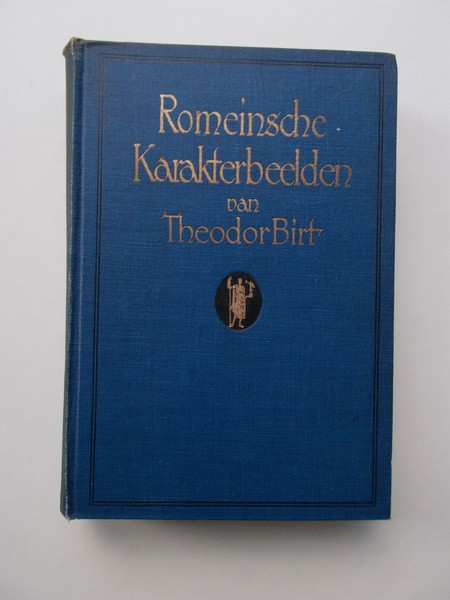 Romeinsche
Karakterbeelden
van
Theodor Birt